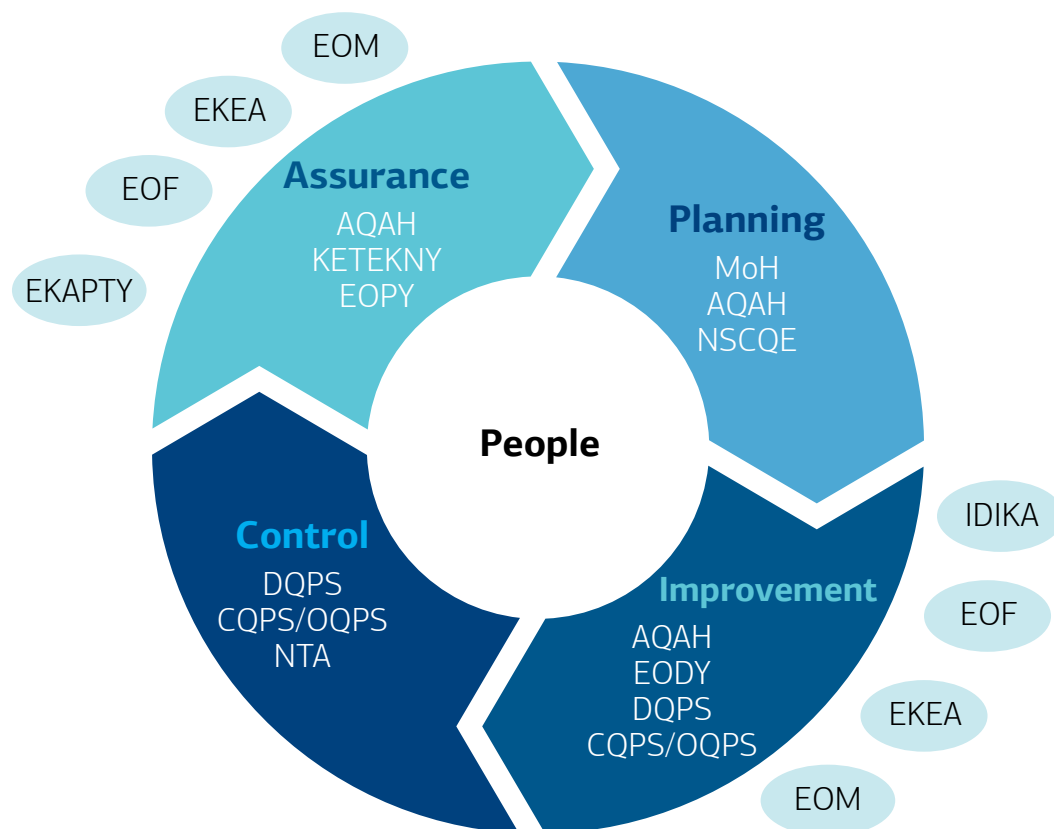 EOM
EKEA
EOF
EKAPTY
Assurance
AQAH
KETEKNY
EOPY
Planning
MoH
AQAH
NSCQE
People
Control
DQPS
CQPS/OQPS
NTA
Improvement
AQAH
EODY
DQPS
CQPS/OQPS
IDIKA
EOF
EKEA
EOM